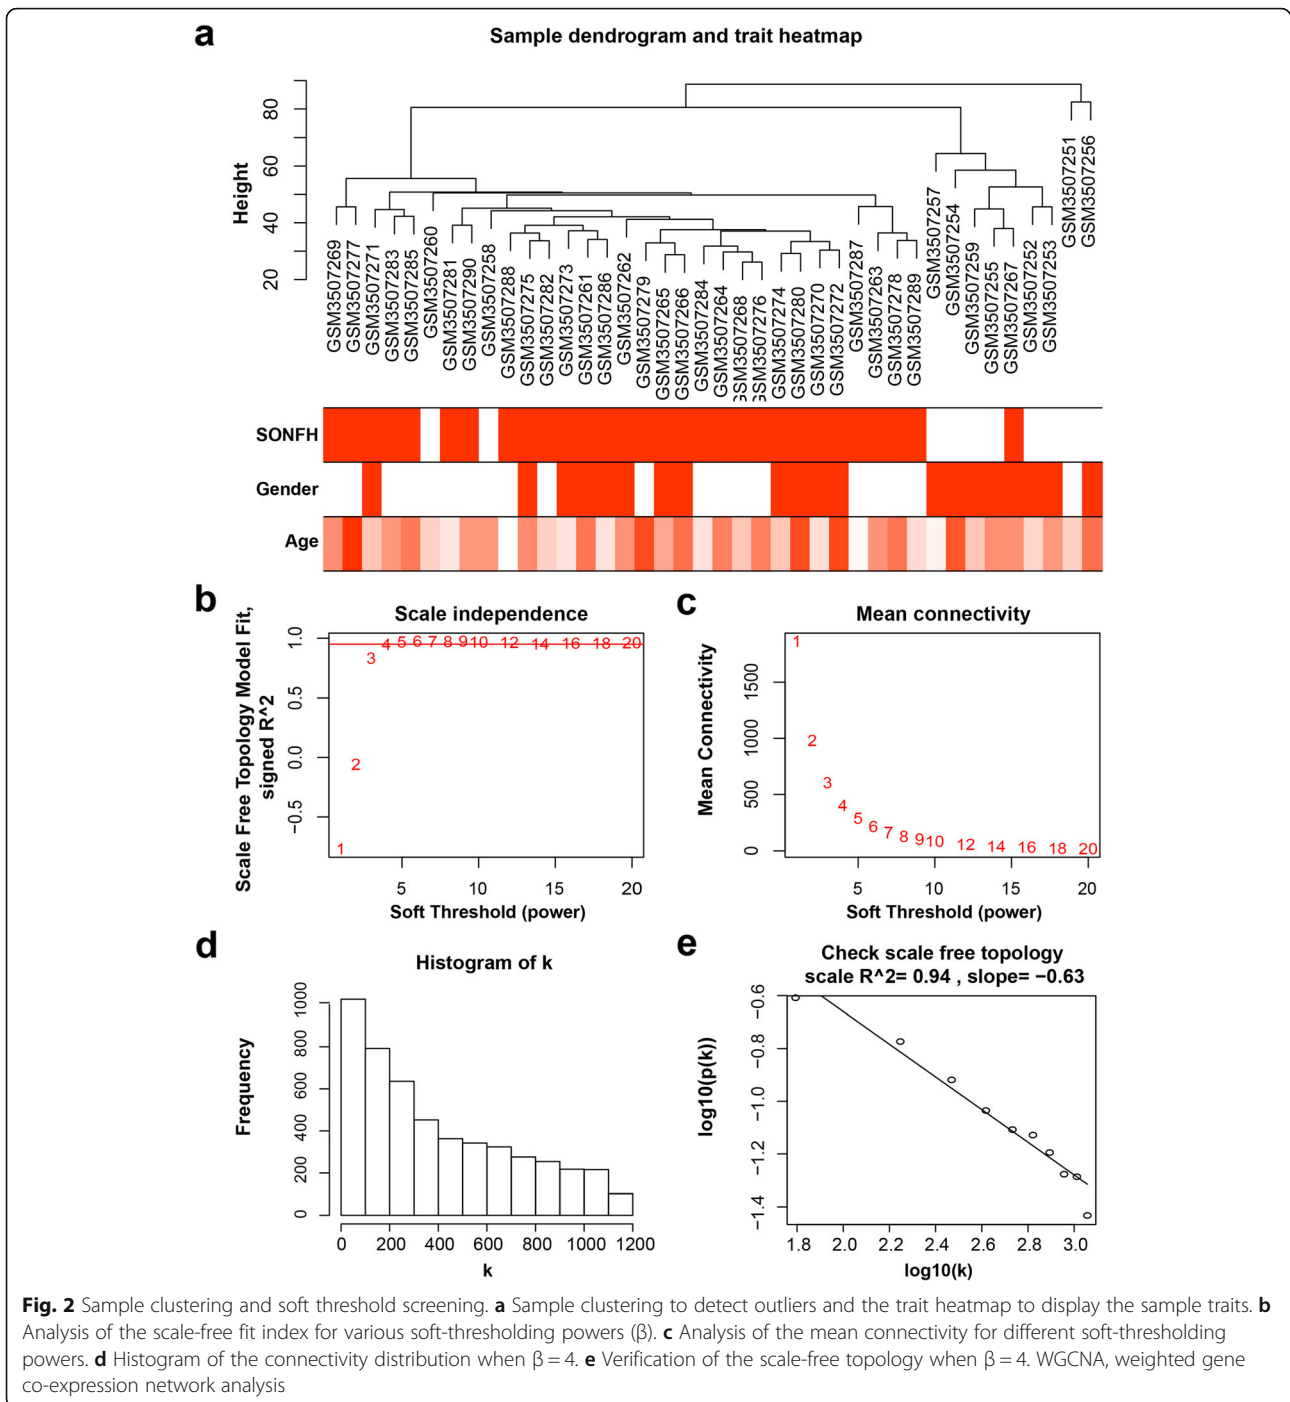 a
Sample dendrogram and trait heatmap
Height
80
60
40
20
GSM3507269
GSM3507277
GSM3507271
GSM3507283
GSM3507285
GSM3507260
GSM3507281
GSM3507290
GSM3507258
GSM3507288
GSM3507275
GSM3507282
GSM3507273
GSM3507261
GSM3507286
GSM3507262
GSM3507279
GSM3507265
GSM3507266
GSM3507284
GSM3507264
GSM3507268
GSM3507276
GSM3507274
GSM3507280
GSM3507270
GSM3507272
GSM3507287
GSM3507263
GSM3507278
GSM3507289
GSM3507257
GSM3507254
GSM3507259
GSM3507255
GSM3507267
GSM3507252
GSM3507253
GSM3507251
GSM3507256
SONFH
Gender
Age
b
Scale independence
Scale Free Topology Model Fit,
signed R^2
1.0
0.5
0.0
−0.5
1 2 3 4 5 6 7 8 9 10 12 14 16 18 20
5 10 15 20
Soft Threshold (power)
c
Mean connectivity
Mean Connectivity
1500
1000
500
0
1 2 3 4 5 6 7 8 9 10 12 14 16 18 20
5 10 15 20
Soft Threshold (power)
d
Histogram of k
Frequency
1000
800
600
400
200
0
0 200 400 600 800 1000 1200
k
e
Check scale free topology
scale R^2= 0.94 , slope= −0.63
log10(p(k))
−0.6
−0.8
−1.0
−1.2
−1.4
1.8 2.0 2.2 2.4 2.6 2.8 3.0
log10(k)
Fig. 2 Sample clustering and soft threshold screening. a Sample clustering to detect outliers and the trait heatmap to display the sample traits. b
Analysis of the scale-free fit index for various soft-thresholding powers (β). c Analysis of the mean connectivity for different soft-thresholding
powers. d Histogram of the connectivity distribution when β = 4. e Verification of the scale-free topology when β = 4. WGCNA, weighted gene
co-expression network analysis